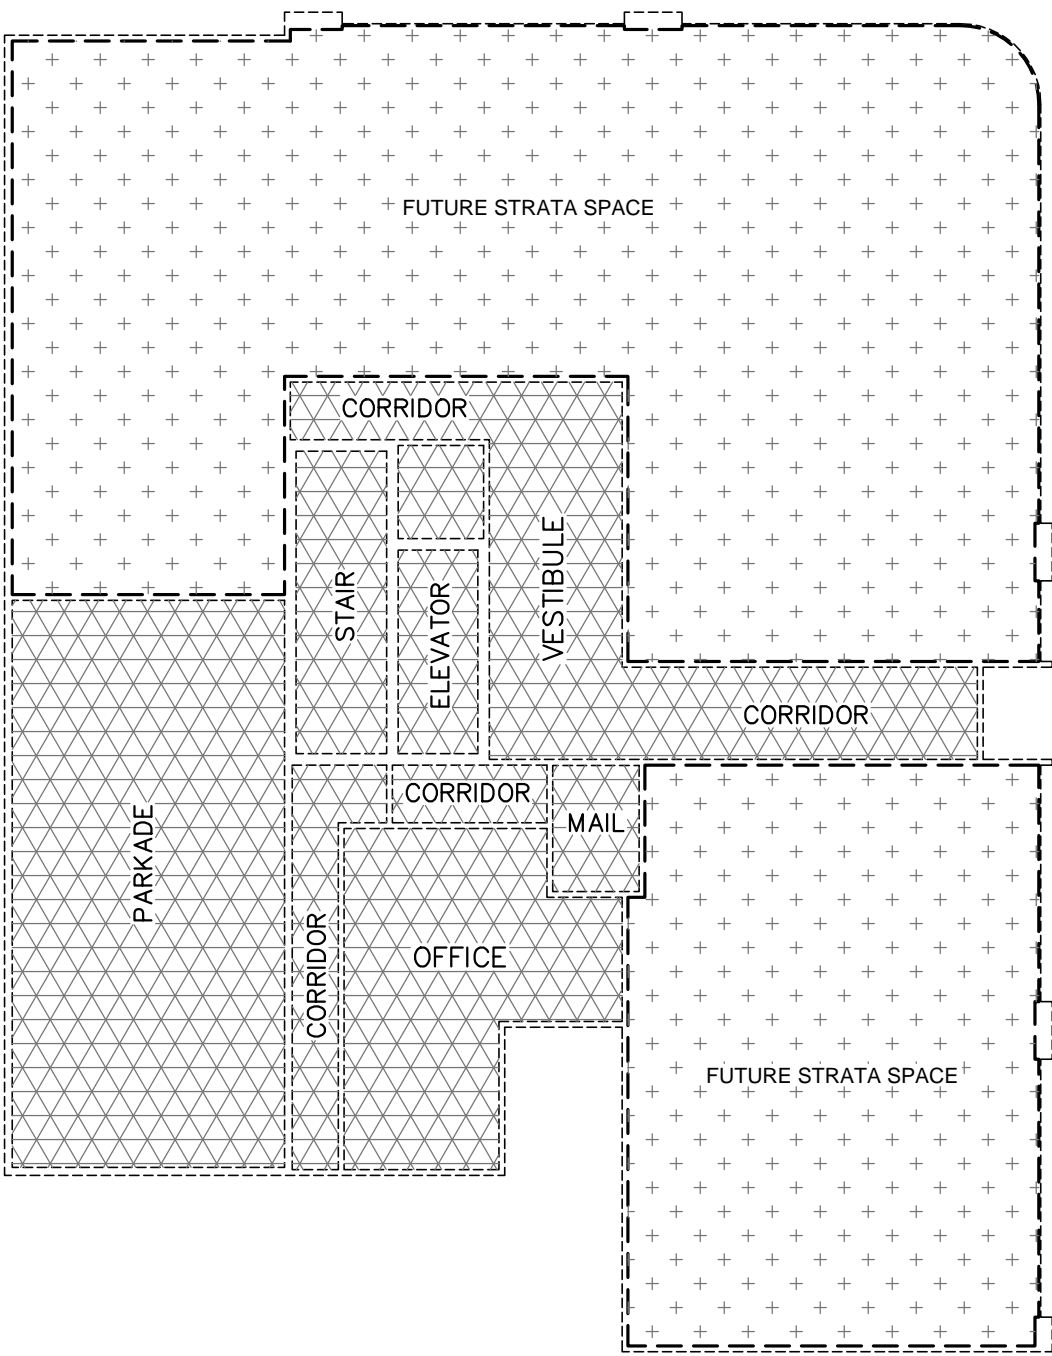 FUTURE STRATA SPACE
CORRIDOR
VESTIBULE
STAIR
ELEVATOR
CORRIDOR
CORRIDOR
MAIL
PARKADE
CORRIDOR
OFFICE
FUTURE STRATA SPACE